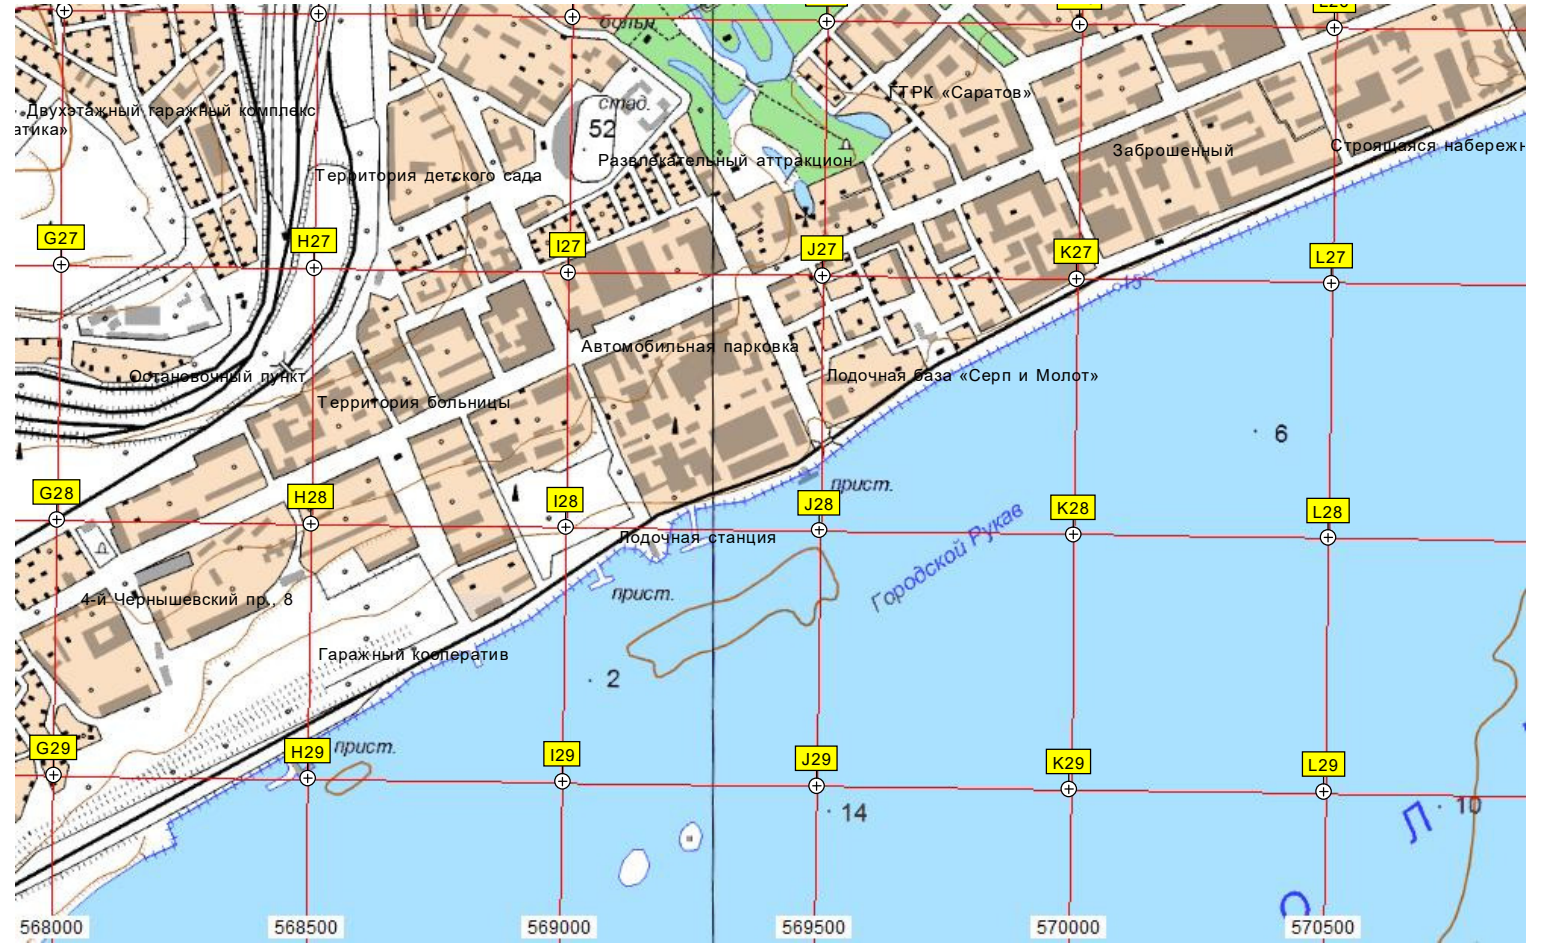 больн.
ГТРК «Саратов»
стад.
Двухэтажный гаражный комплекс
атика»
52
Строящаяся набережн
Заброшенный
Развлекательный аттракцион
Территория детского сада
G27
H27
I27
J27
K27
L27
15
Автомобильная парковка
Остановочный пункт
Лодочная база «Серп и Молот»
Территория больницы
6
прист.
G28
H28
I28
J28
K28
L28
Лодочная станция
Городской Рукав
прист.
4-й Чернышевский пр., 8
Гаражный кооператив
2
G29
H29
прист.
I29
J29
K29
L29
14
Л
10
О
568000
568500
569000
569500
570000
570500